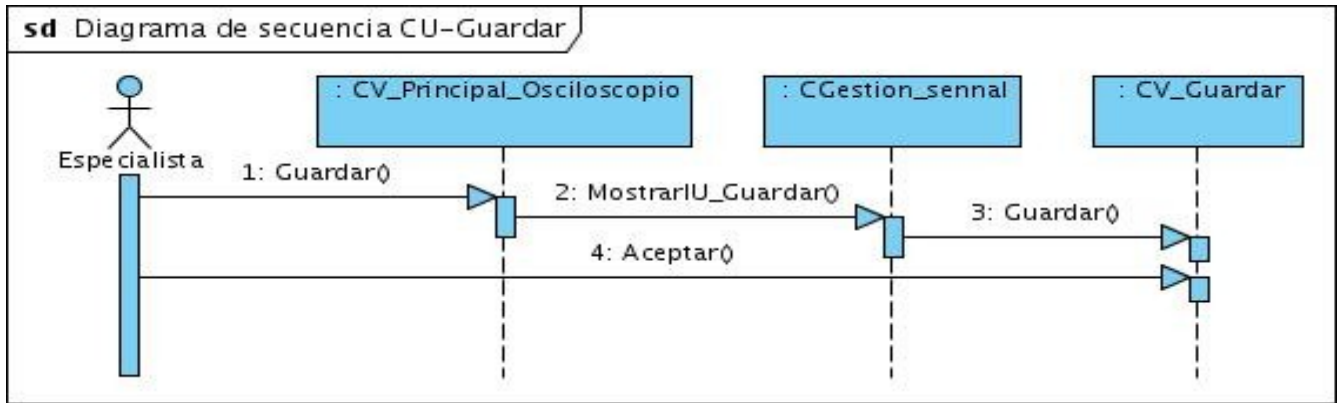 sd Diagrama de secuencia CU-Guardar
: CV_Principal_Osciloscopio
: CGestion_sennal
: CV_Guardar
Especialista
1: Guardar()
2: MostrarIU_Guardar()
3: Guardar()
4: Aceptar()